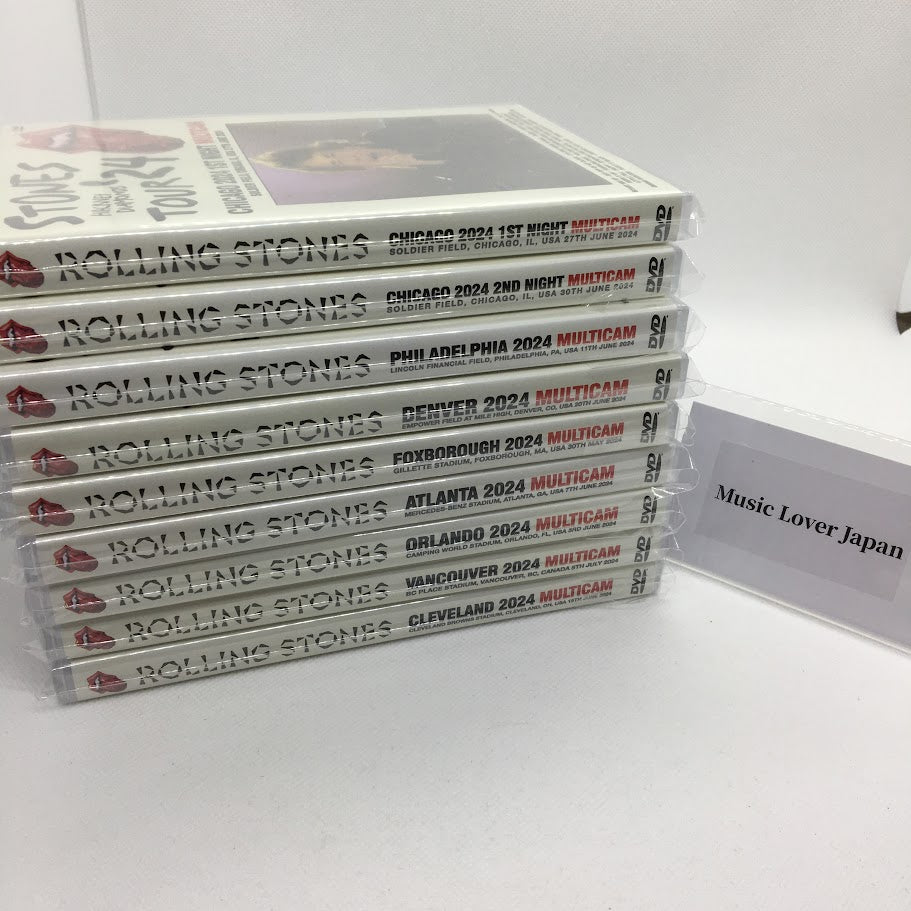 STONES
HACKNEY DIAMONDS '24
TOUR
CHICAGO 2024 1ST NIGHT MULTICAM
ROLLING STONES CHICAGO 2024 1ST NIGHT MULTICAM DVD
SOLDIER FIELD, CHICAGO, IL, USA 27TH JUNE 2024
ROLLING STONES CHICAGO 2024 2ND NIGHT MULTICAM DVD
SOLDIER FIELD, CHICAGO, IL, USA 30TH JUNE 2024
ROLLING STONES PHILADELPHIA 2024 MULTICAM DVD
LINCOLN FINANCIAL FIELD, PHILADELPHIA, PA, USA 11TH JUNE 2024
ROLLING STONES DENVER 2024 MULTICAM DVD
EMPOWER FIELD AT MILE HIGH, DENVER, CO, USA 20TH JUNE 2024
ROLLING STONES FOXBOROUGH 2024 MULTICAM DVD
GILLETTE STADIUM, FOXBOROUGH, MA, USA 30TH MAY 2024
ROLLING STONES ATLANTA 2024 MULTICAM DVD
MERCEDES-BENZ STADIUM, ATLANTA, GA, USA 7TH JUNE 2024
ROLLING STONES ORLANDO 2024 MULTICAM DVD
CAMPING WORLD STADIUM, ORLANDO, FL, USA 3RD JUNE 2024
ROLLING STONES VANCOUVER 2024 MULTICAM DVD
BC PLACE STADIUM, VANCOUVER, BC, CANADA 5TH JULY 2024
ROLLING STONES CLEVELAND 2024 MULTICAM DVD
CLEVELAND BROWNS STADIUM, CLEVELAND, OH, USA 15TH JUNE 2024
Music Lover Japan